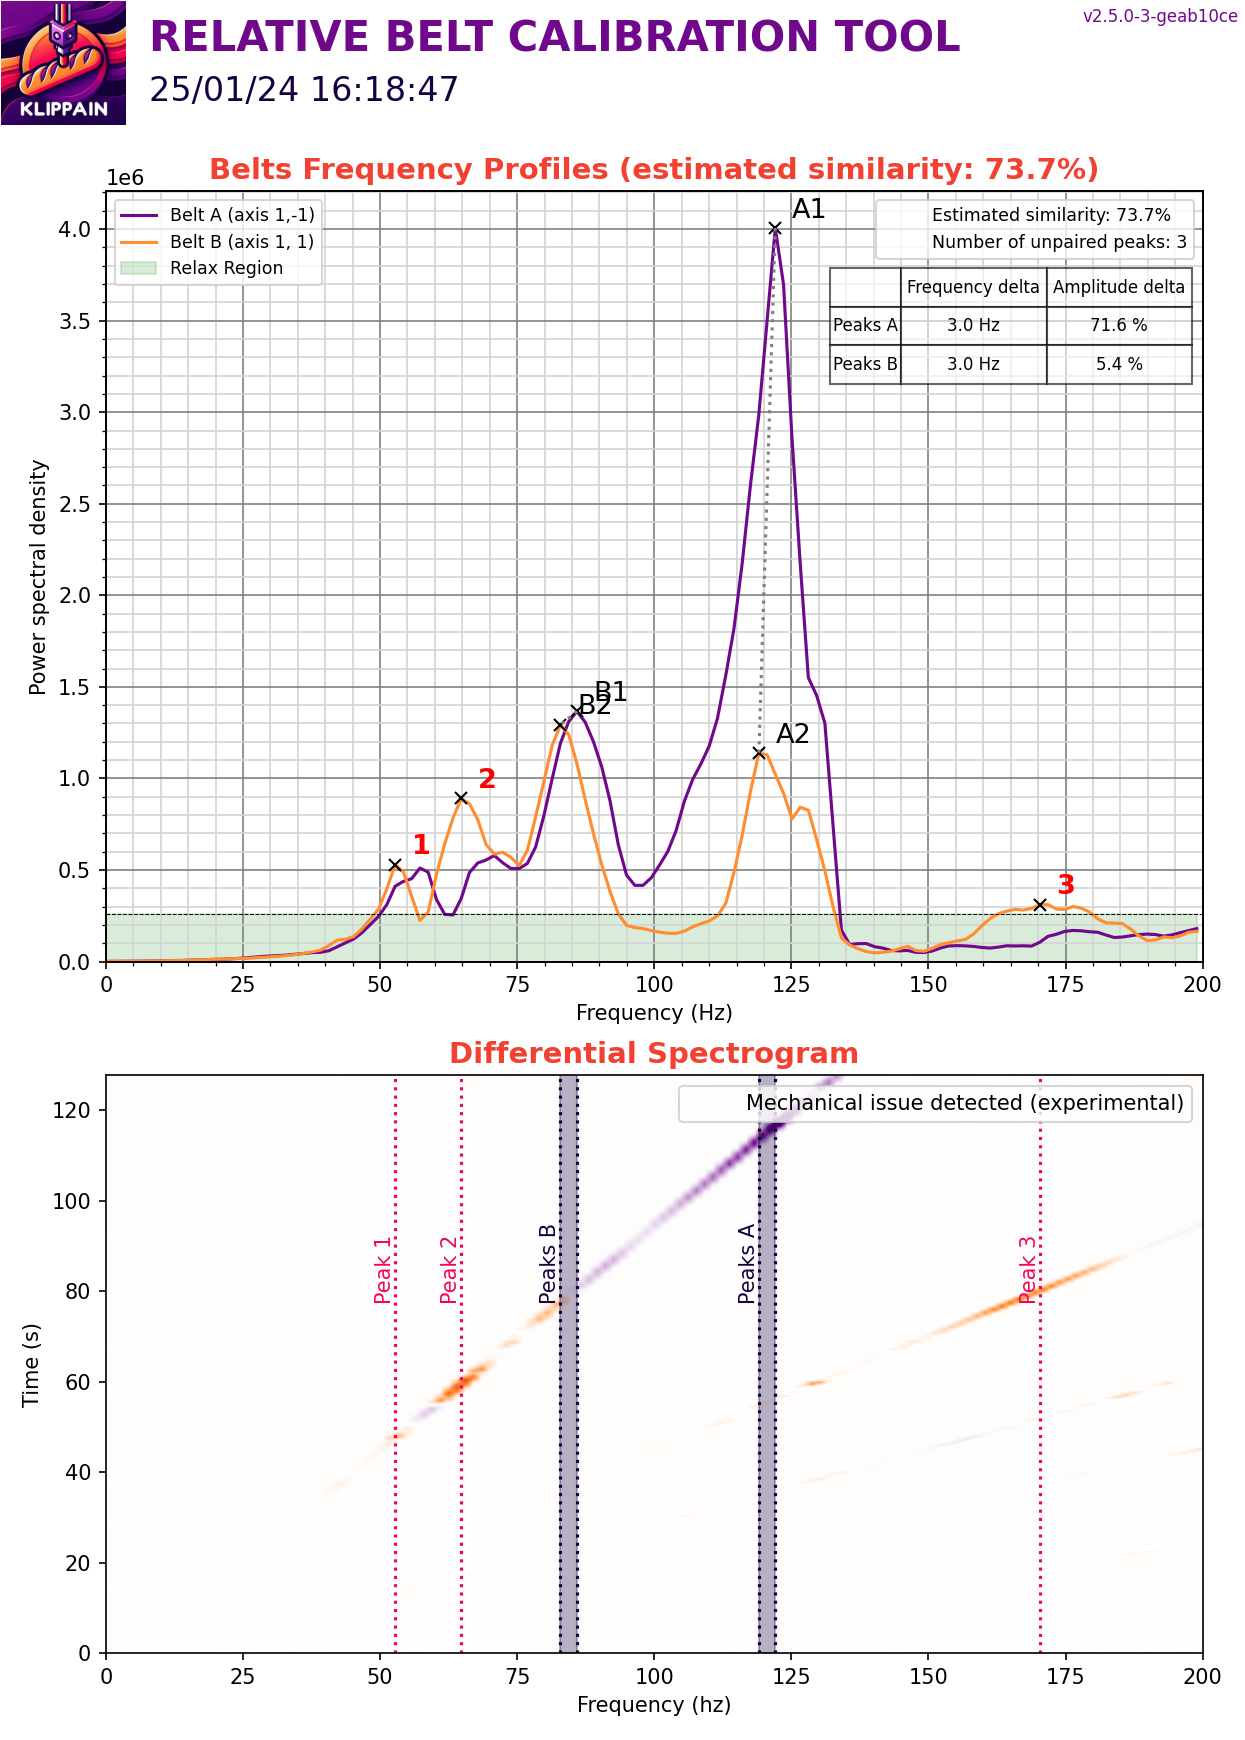 RELATIVE BELT CALIBRATION TOOL
v2.5.0-3-geab10ce
25/01/24 16:18:47
KLIPPAIN
Belts Frequency Profiles (estimated similarity: 73.7%)
1e6
Belt A (axis 1,-1)
Belt B (axis 1, 1)
Relax Region
Estimated similarity: 73.7%
Number of unpaired peaks: 3
Frequency delta Amplitude delta
Peaks A 3.0 Hz 71.6 %
Peaks B 3.0 Hz 5.4 %
A1
B1
B2
A2
1
2
3
4.0
3.5
3.0
2.5
2.0
1.5
1.0
0.5
0.0
Power spectral density
0 25 50 75 100 125 150 175 200
Frequency (Hz)
Differential Spectrogram
Mechanical issue detected (experimental)
Peak 1
Peak 2
Peaks B
Peaks A
Peak 3
120
100
80
60
40
20
0
Time (s)
0 25 50 75 100 125 150 175 200
Frequency (hz)